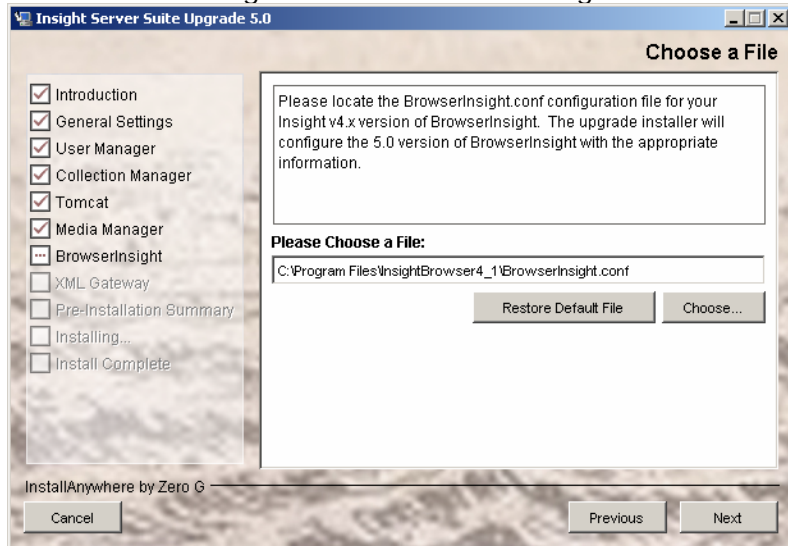 Insight Server Suite Upgrade 5.0
Choose a File
Introduction
General Settings
User Manager
Collection Manager
Tomcat
Media Manager
BrowserInsight
XML Gateway
Pre-Installation Summary
Installing...
Install Complete
Please locate the BrowserInsight.conf configuration file for your
Insight v4.x version of BrowserInsight. The upgrade installer will
configure the 5.0 version of BrowserInsight with the appropriate
information.
Please Choose a File:
C:\Program Files\InsightBrowser4_1\BrowserInsight.conf
Restore Default File
Choose...
InstallAnywhere by Zero G
Cancel
Previous
Next